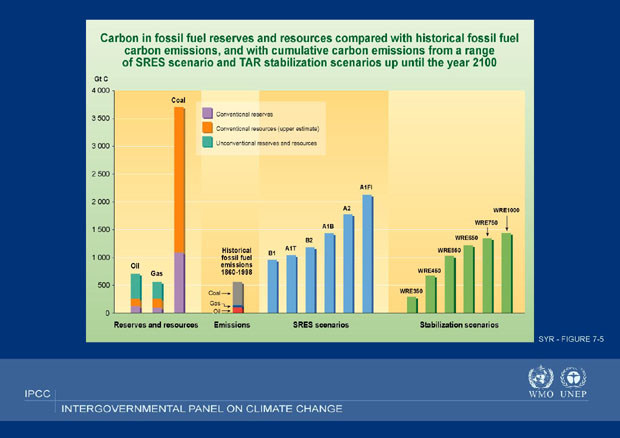 Carbon in fossil fuel reserves and resources compared with historical fossil fuel
carbon emissions, and with cumulative carbon emissions from a range
of SRES scenario and TAR stabilization scenarios up until the year 2100
Gt C
4 000
3 500
3 000
2 500
2 000
1 500
1 000
500
0
Conventional reserves
Conventional resources (upper estimate)
Unconventional reserves and resources
Oil
Gas
Coal
Historical
fossil fuel
emissions
1860-1998
Coal
Gas
Oil
B1
A1T
B2
A1B
A2
A1FI
WRE350
WRE450
WRE550
WRE650
WRE750
WRE1000
Reserves and resources
Emissions
SRES scenarios
Stabilization scenarios
SYR - FIGURE 7-5
WMO UNEP
IPCC
INTERGOVERNMENTAL PANEL ON CLIMATE CHANGE